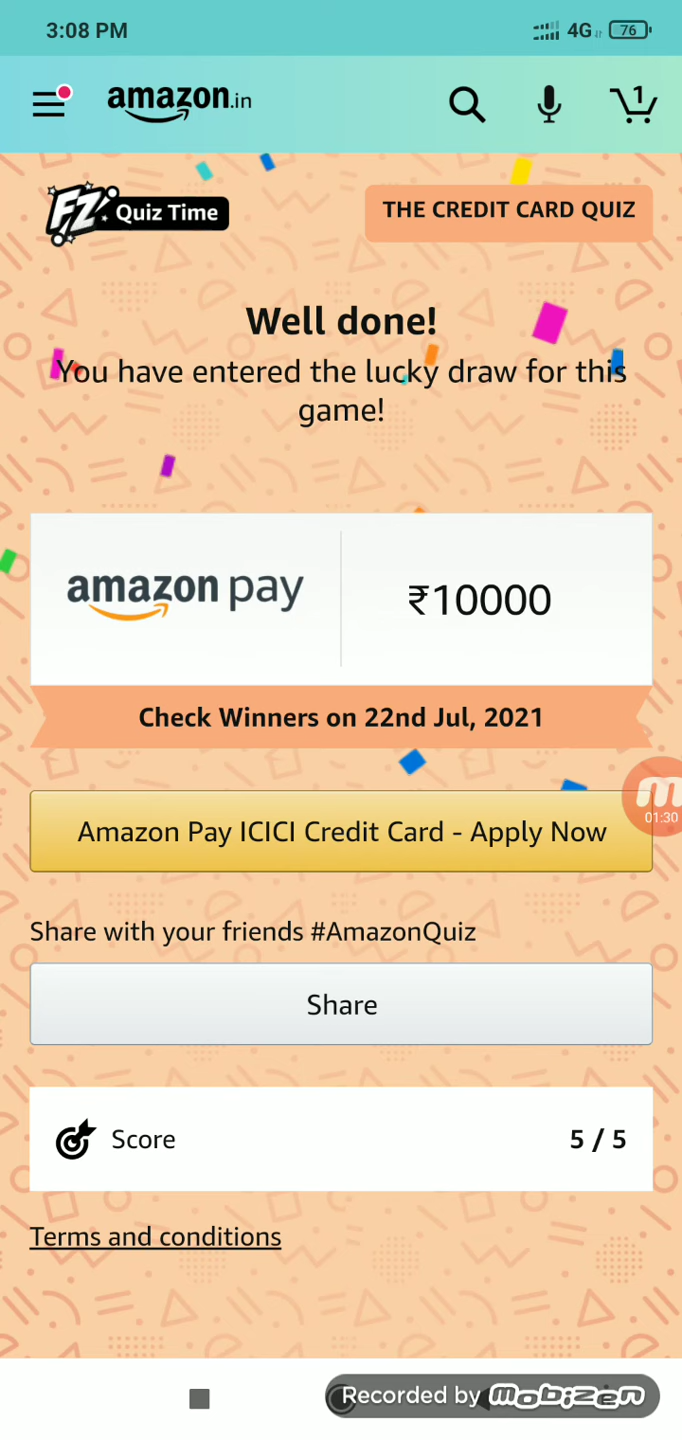 3:08 PM 4G 76
amazon.in 1
FZ Quiz Time
THE CREDIT CARD QUIZ
Well done!
You have entered the lucky draw for this
game!
amazon pay ₹10000
Check Winners on 22nd Jul, 2021
Amazon Pay ICICI Credit Card - Apply Now
m
01:30
Share with your friends #AmazonQuiz
Share
Score 5 / 5
Terms and conditions
Recorded by mobizen